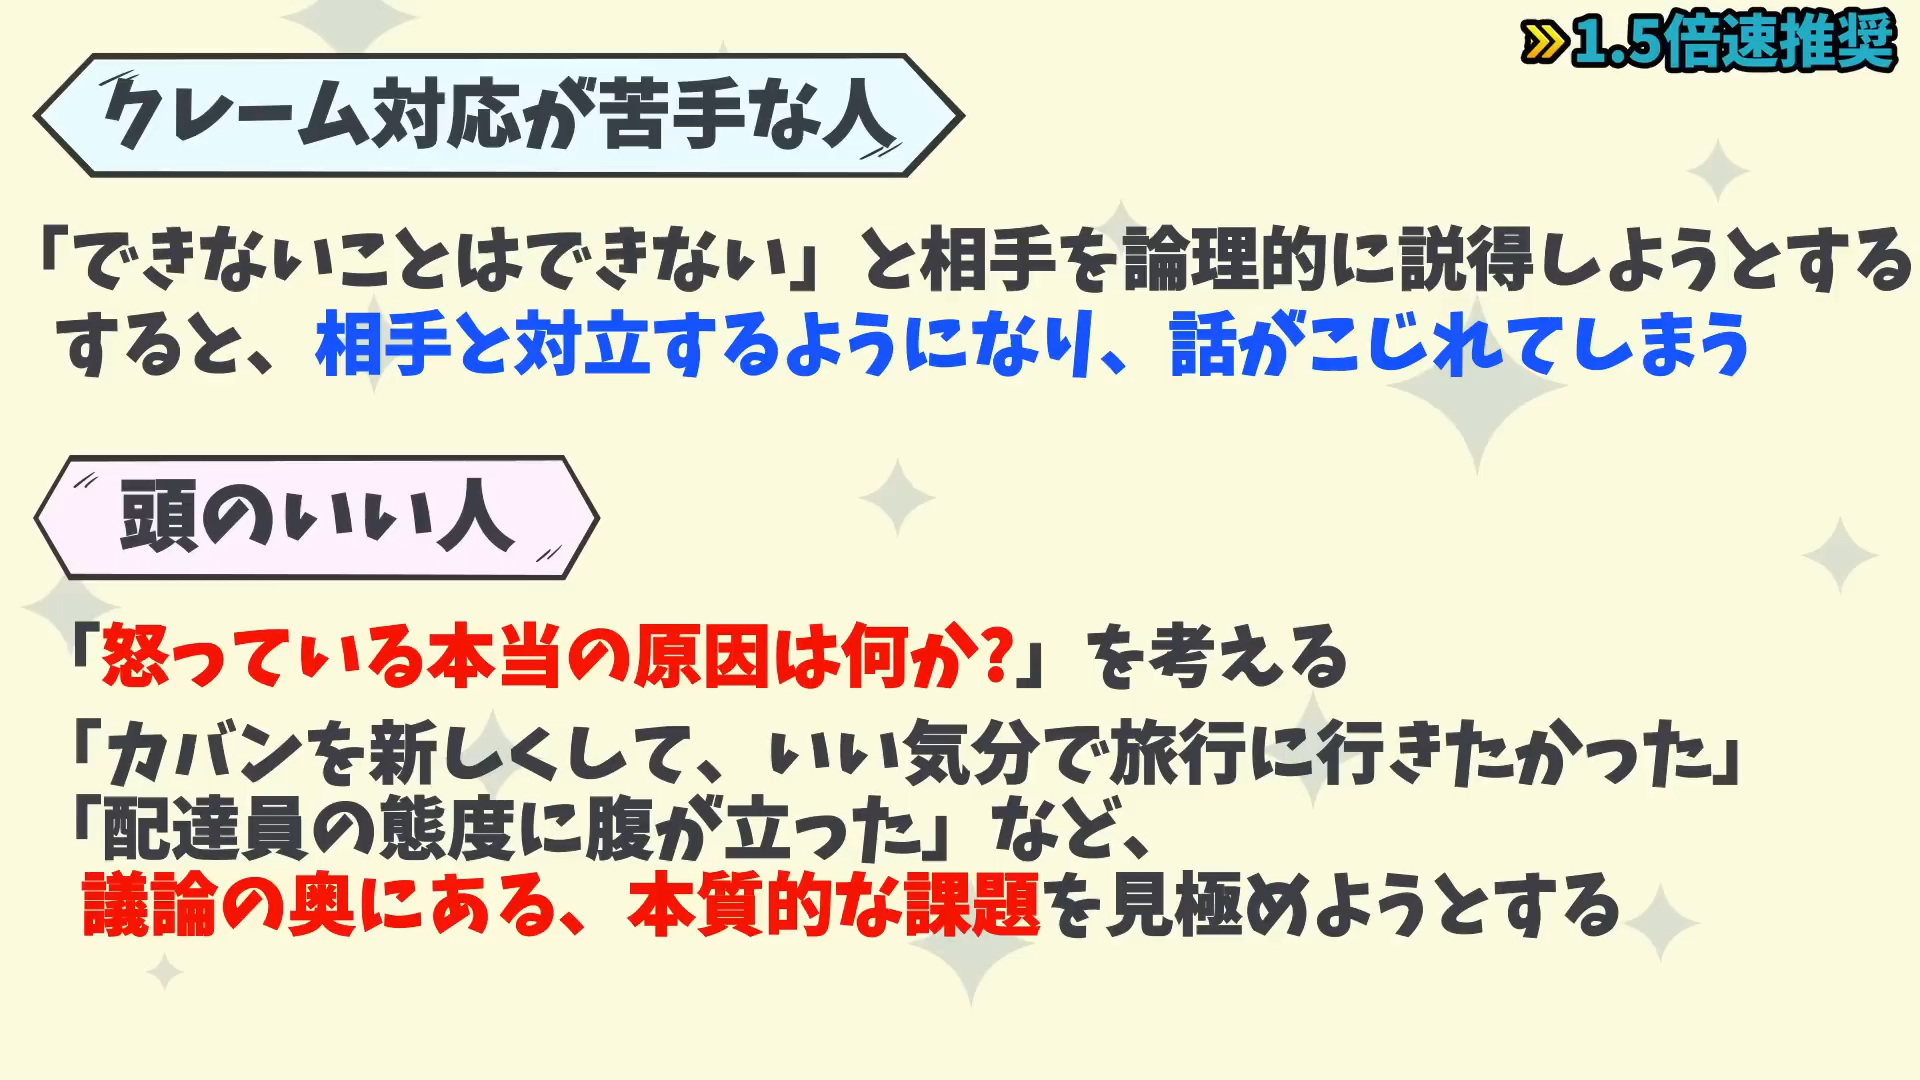 1.5倍速推奨
クレーム対応が苦手な人
「できないことはできない」と相手を論理的に説得しようとする
すると、相手と対立するようになり、話がこじれてしまう
頭のいい人
「怒っている本当の原因は何か?」を考える
「カバンを新しくして、いい気分で旅行に行きたかった」
「配達員の態度に腹が立った」など、
議論の奥にある、本質的な課題を見極めようとする